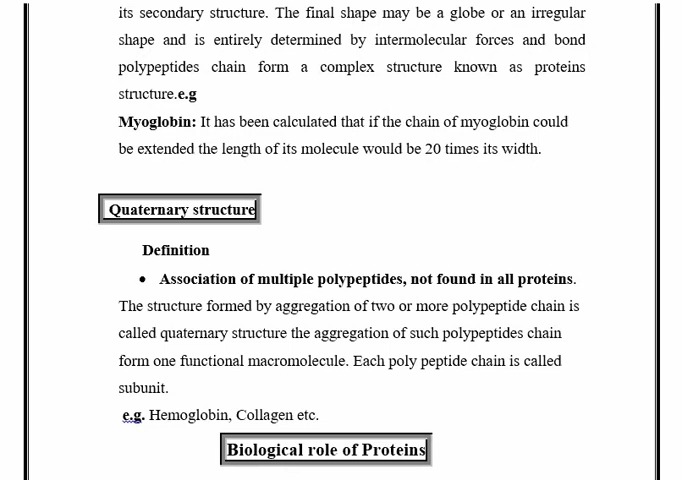 its secondary structure. The final shape may be a globe or an irregular
shape and is entirely determined by intermolecular forces and bond
polypeptides chain form a complex structure known as proteins
structure.e.g
Myoglobin: It has been calculated that if the chain of myoglobin could
be extended the length of its molecule would be 20 times its width.
Quaternary structure
Definition
• Association of multiple polypeptides, not found in all proteins.
The structure formed by aggregation of two or more polypeptide chain is
called quaternary structure the aggregation of such polypeptides chain
form one functional macromolecule. Each poly peptide chain is called
subunit.
e.g. Hemoglobin, Collagen etc.
Biological role of Proteins